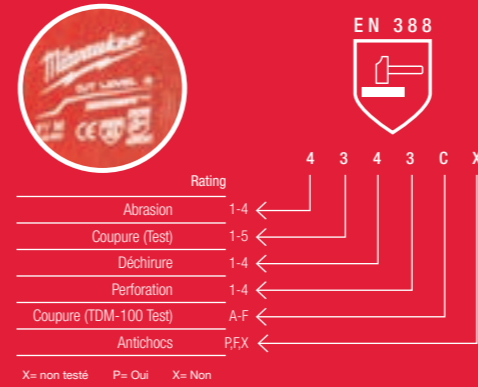 Milwaukee
CUT LEVEL
CE
EN 388
4 3 4 3 C X
Rating
Abrasion 1-4
Coupure (Test) 1-5
Déchirure 1-4
Perforation 1-4
Coupure (TDM-100 Test) A-F
Antichocs P,F,X
X= non testé P= Oui X= Non